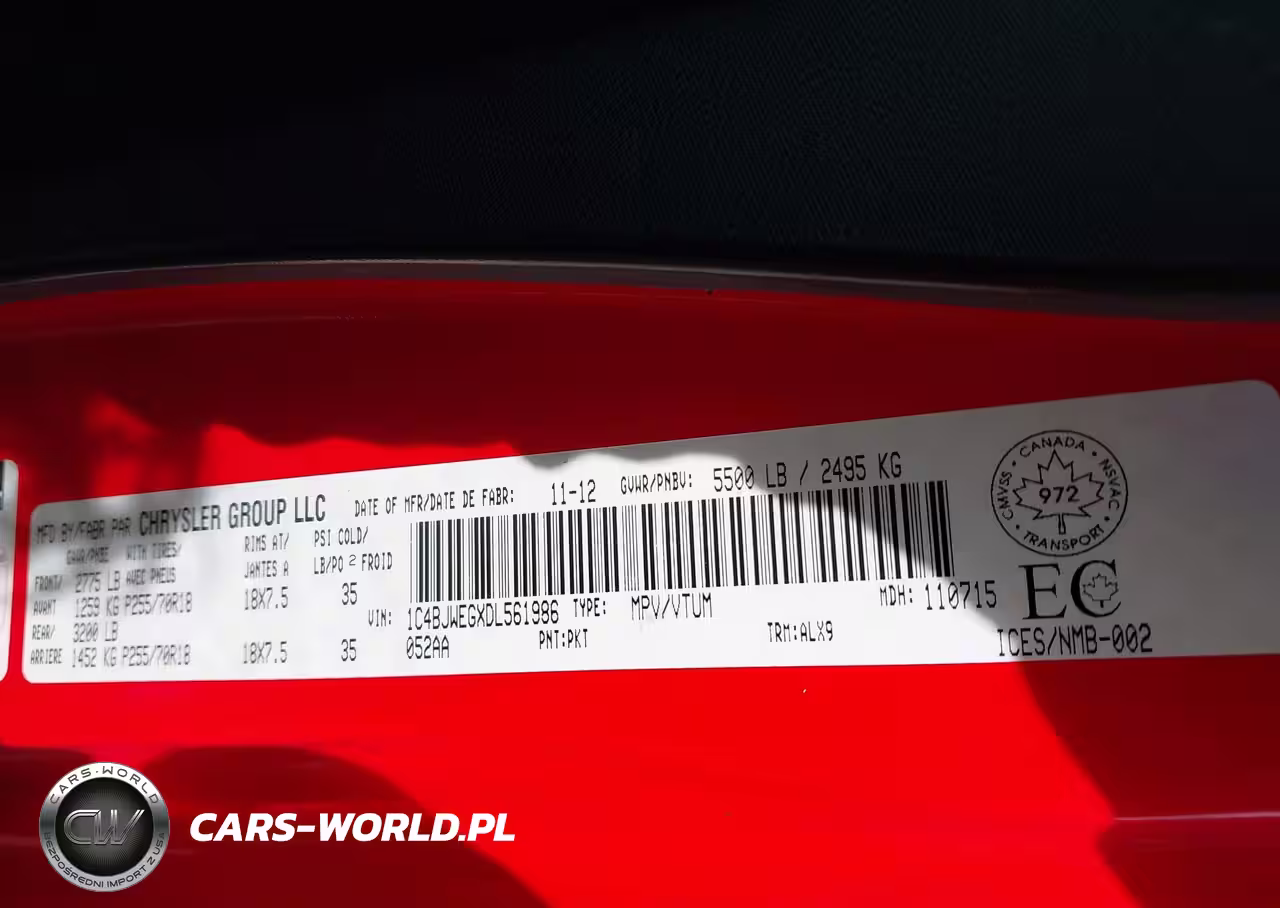 MFD BY/FABR PAR CHRYSLER GROUP LLC DATE OF MFR/DATE DE FABR: 11-12 GVWR/PNBV: 5500 LB / 2495 KG
GWAR/PNBE WITH TIRES/ RIMS AT/ PSI COLD/
FRONT/ 2775 LB AVEC PNEUS JANTES A LB/PO 2 FROID
AVANT 1259 KG P255/70R18 18X7.5 35
REAR/ 3200 LB
ARRIERE 1452 KG P255/70R18 18X7.5 35
VIN: 1C4BJWEGXDL561986 TYPE: MPV/VTUM MDH: 110715
052AA PNT:PKT TRM:ALX9
CANADA
CMVSS · NSVAC
972
TRANSPORT
EC
ICES/NMB-002
CARS·WORLD
CW
BEZPOŚREDNI IMPORT Z USA
CARS-WORLD.PL